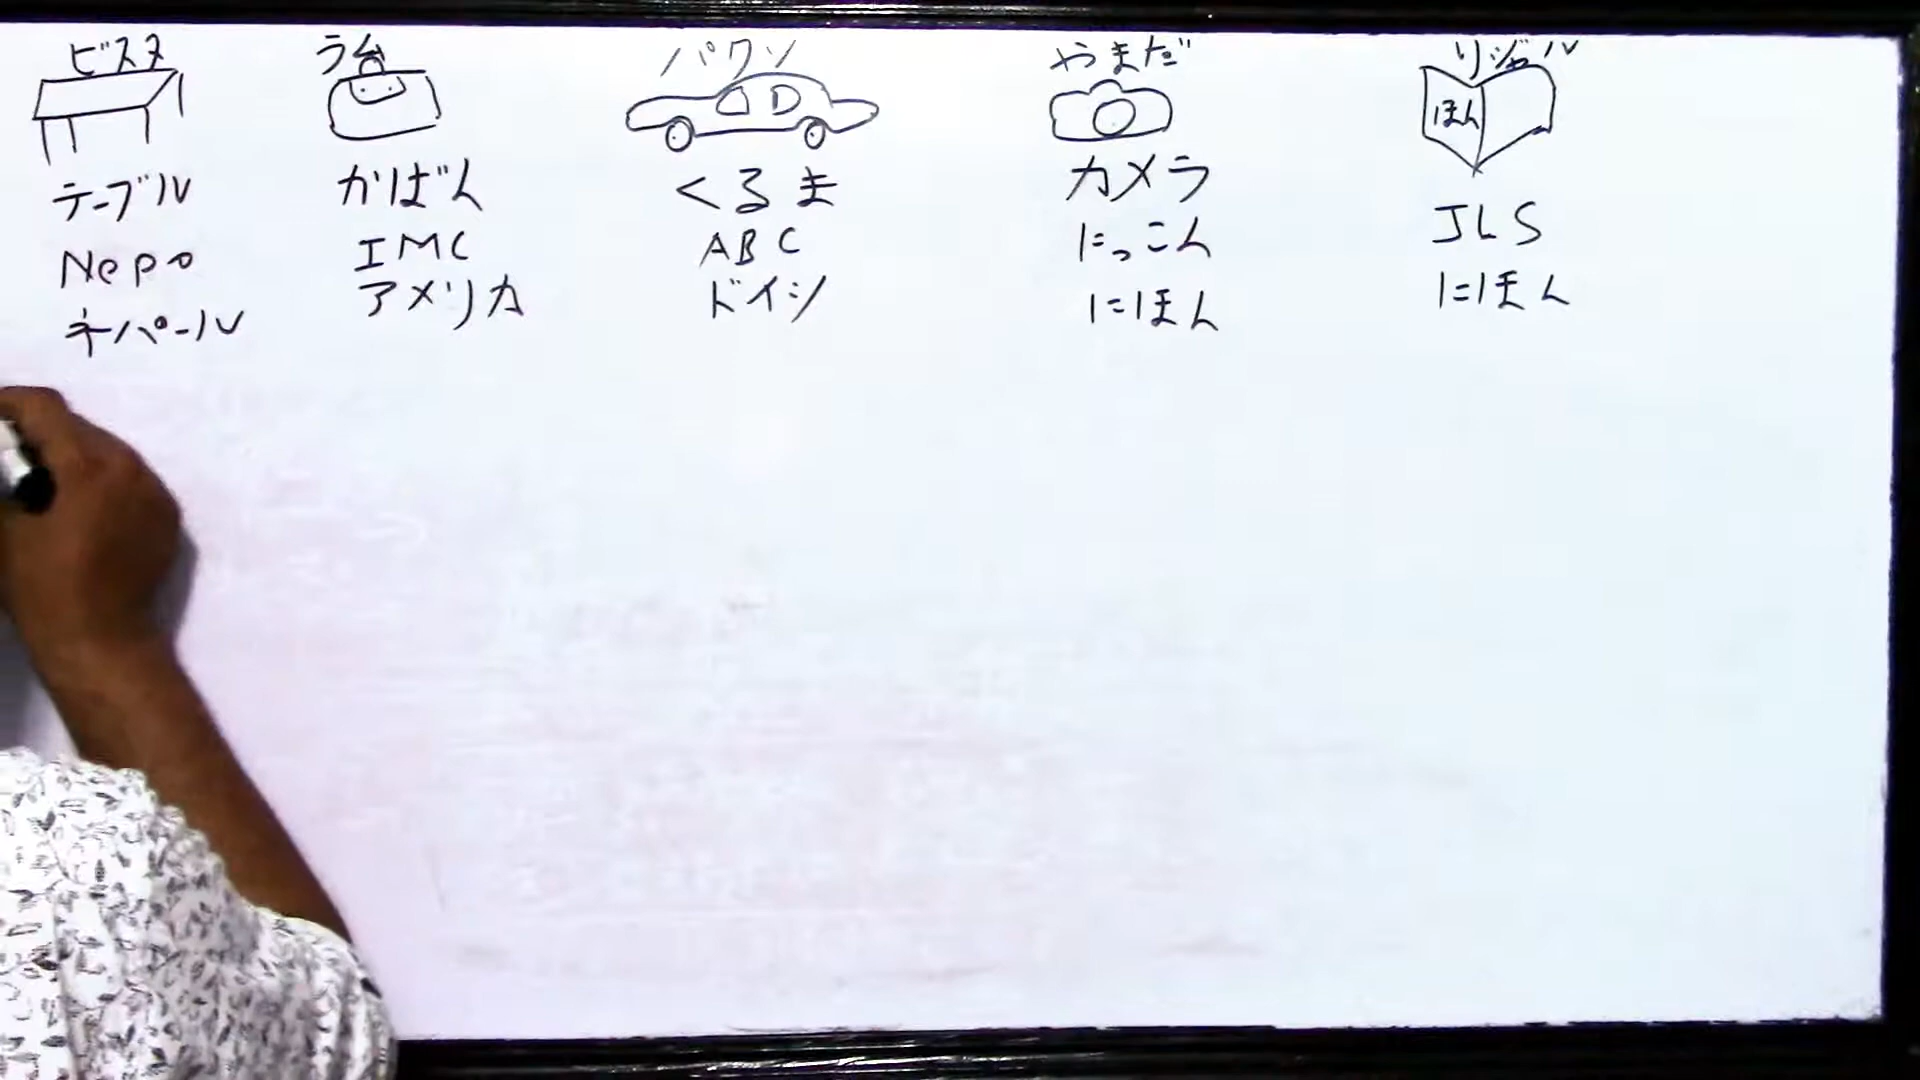 ビスヌ
テーブル
Nepo
ネパール
ラム
かばん
IMC
アメリカ
パワン
くるま
ABC
ドイツ
やまだ
カメラ
にっこん
にほん
リジャル
ほん
JLS
にほん